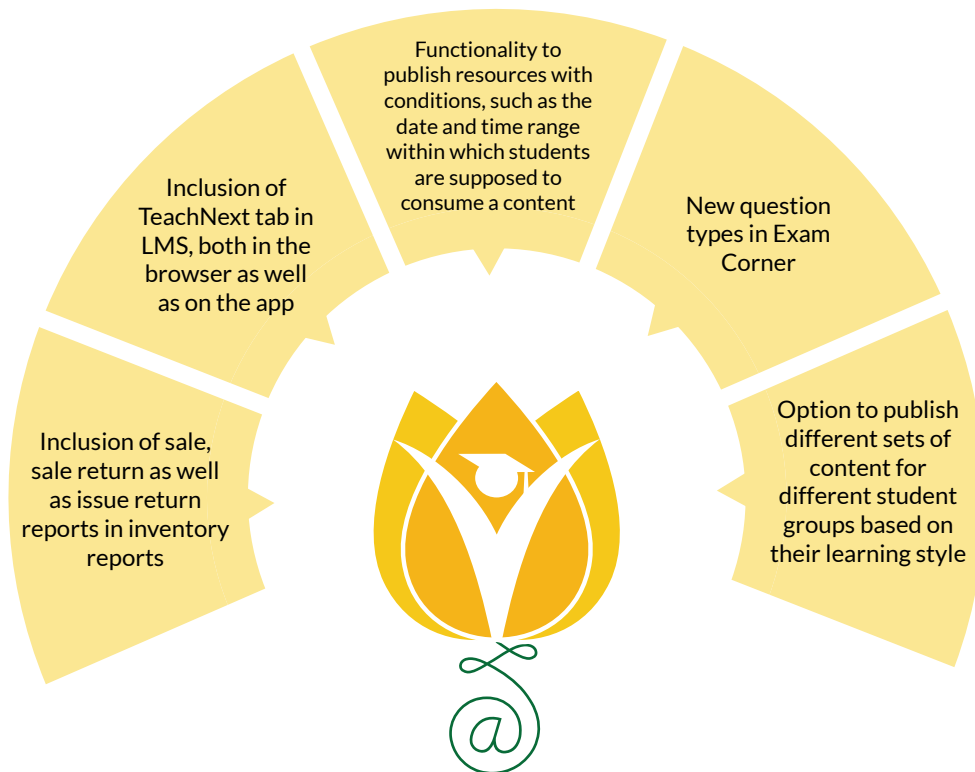 Inclusion of sale,
sale return as well
as issue return
reports in inventory
reports
Inclusion of
TeachNext tab in
LMS, both in the
browser as well
as on the app
Functionality to
publish resources with
conditions, such as the
date and time range
within which students
are supposed to
consume a content
New question
types in Exam
Corner
Option to publish
different sets of
content for
different student
groups based on
their learning style
@